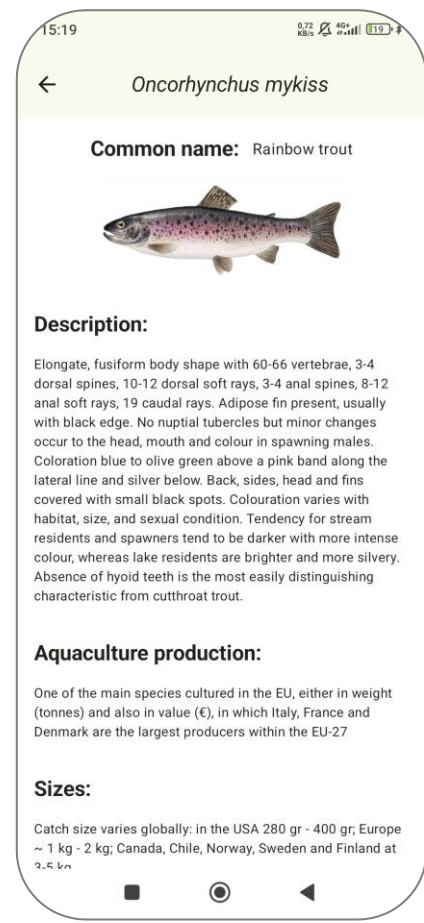 15:19
0,72 KB/s 4G+ 19
Oncorhynchus mykiss
Common name: Rainbow trout
Description:
Elongate, fusiform body shape with 60-66 vertebrae, 3-4
dorsal spines, 10-12 dorsal soft rays, 3-4 anal spines, 8-12
anal soft rays, 19 caudal rays. Adipose fin present, usually
with black edge. No nuptial tubercles but minor changes
occur to the head, mouth and colour in spawning males.
Coloration blue to olive green above a pink band along the
lateral line and silver below. Back, sides, head and fins
covered with small black spots. Colouration varies with
habitat, size, and sexual condition. Tendency for stream
residents and spawners tend to be darker with more intense
colour, whereas lake residents are brighter and more silvery.
Absence of hyoid teeth is the most easily distinguishing
characteristic from cutthroat trout.
Aquaculture production:
One of the main species cultured in the EU, either in weight
(tonnes) and also in value (€), in which Italy, France and
Denmark are the largest producers within the EU-27
Sizes:
Catch size varies globally: in the USA 280 gr - 400 gr; Europe
~ 1 kg - 2 kg; Canada, Chile, Norway, Sweden and Finland at
3-5 kg